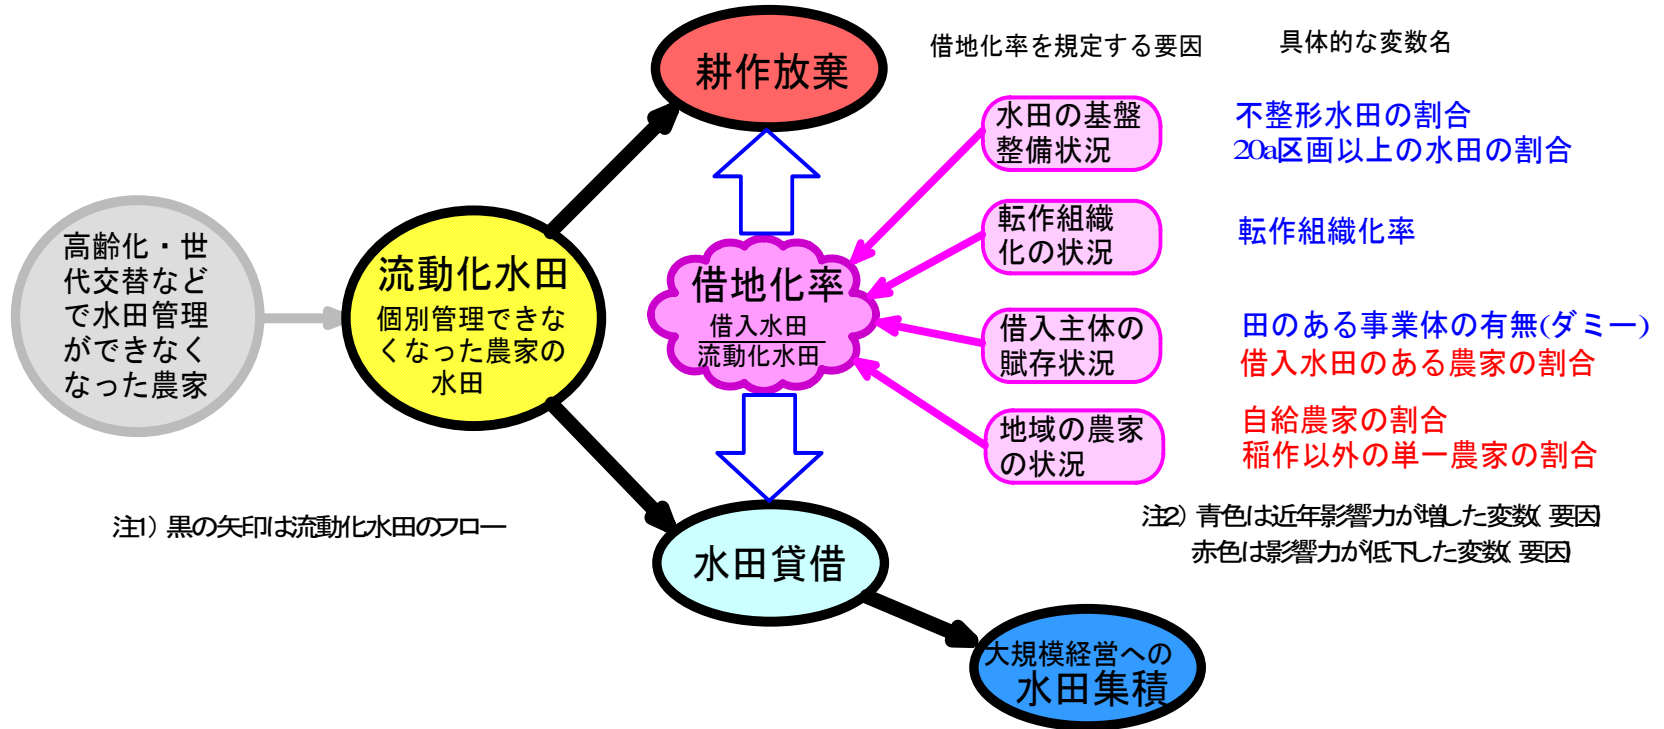 耕作放棄
借地化率を規定する要因
具体的な変数名
水田の基盤
整備状況
不整形水田の割合
20a区画以上の水田の割合
高齢化・世
代交替など
で水田管理
ができなく
なった農家
流動化水田
個別管理できな
くなった農家の
水田
借地化率
借入水田
流動化水田
転作組織
化の状況
転作組織化率
借入主体の
賦存状況
田のある事業体の有無(ダミー)
借入水田のある農家の割合
地域の農家
の状況
自給農家の割合
稲作以外の単一農家の割合
注1) 黒の矢印は流動化水田のフロー
注2) 青色は近年影響力が増した変数(要因)
赤色は影響力が低下した変数(要因)
水田貸借
大規模経営への
水田集積